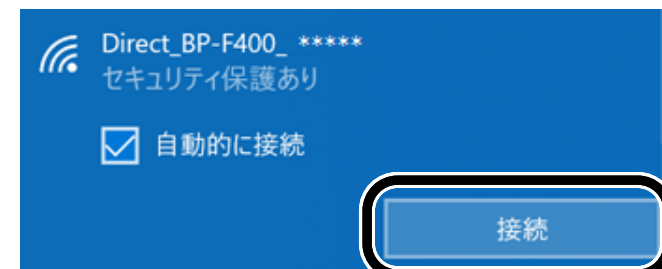 Direct_BP-F400_ *****
セキュリティ保護あり
自動的に接続
接続